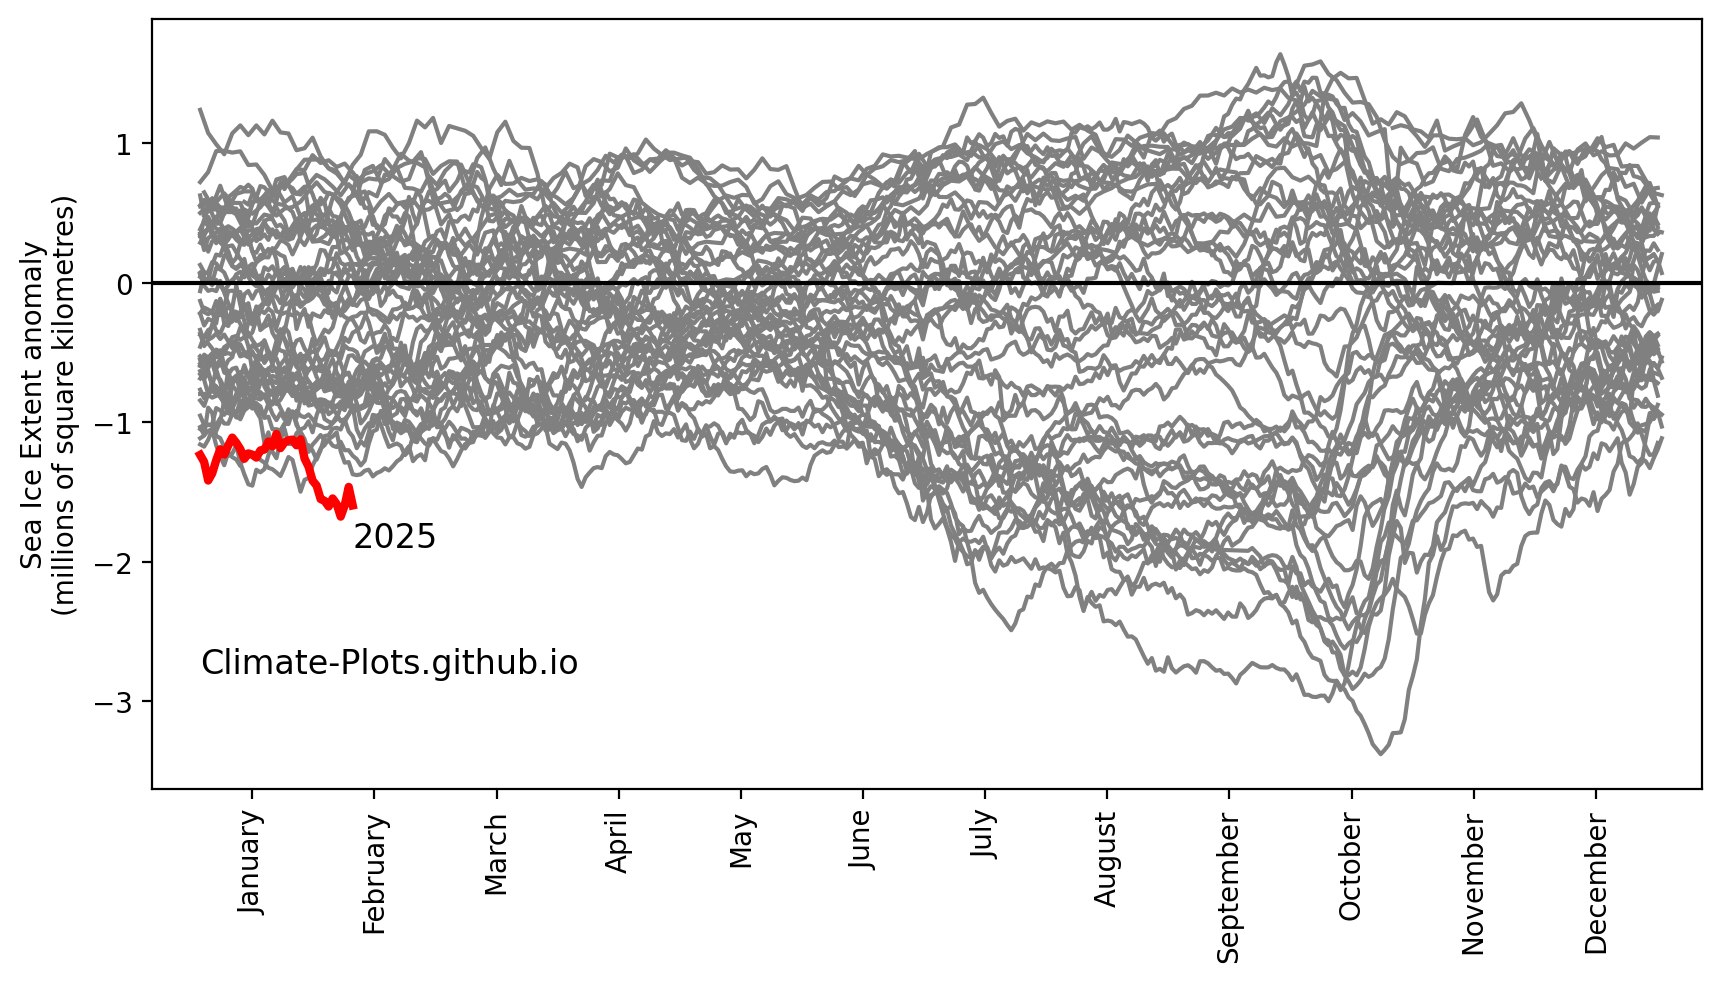 Sea Ice Extent anomaly
(millions of square kilometres)
1
0
−1
−2
−3
2025
Climate-Plots.github.io
January
February
March
April
May
June
July
August
September
October
November
December